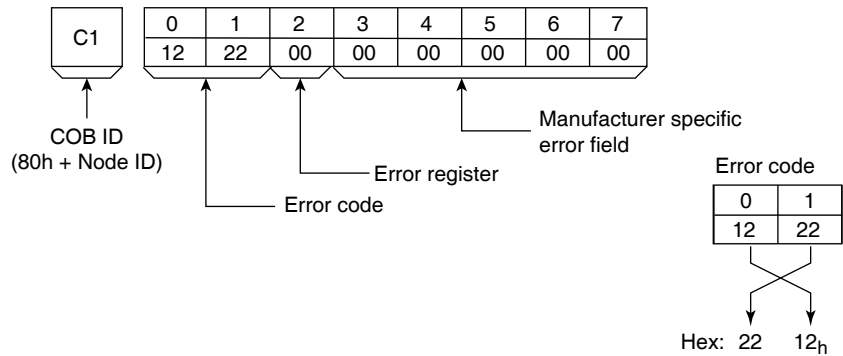 C1
0 1 2 3 4 5 6 7
12 22 00 00 00 00 00 00
COB ID
(80h + Node ID)
Manufacturer specific
error field
Error register
Error code
Error code
0 1
12 22
Hex: 22 12h